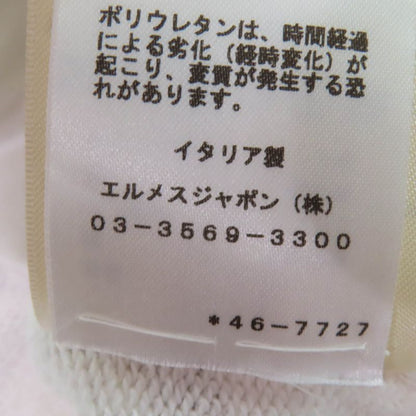 ポリウレタンは、時間経過
による劣化（経時変化）が
起こり、変質が発生する恐
れがあります。
イタリア製
エルメスジャポン（株）
03-3569-3300
*46-7727